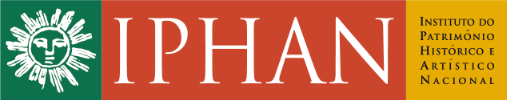 IPHAN
INSTITUTO DO
PATRIMÔNIO
HISTÓRICO E
ARTÍSTICO
NACIONAL